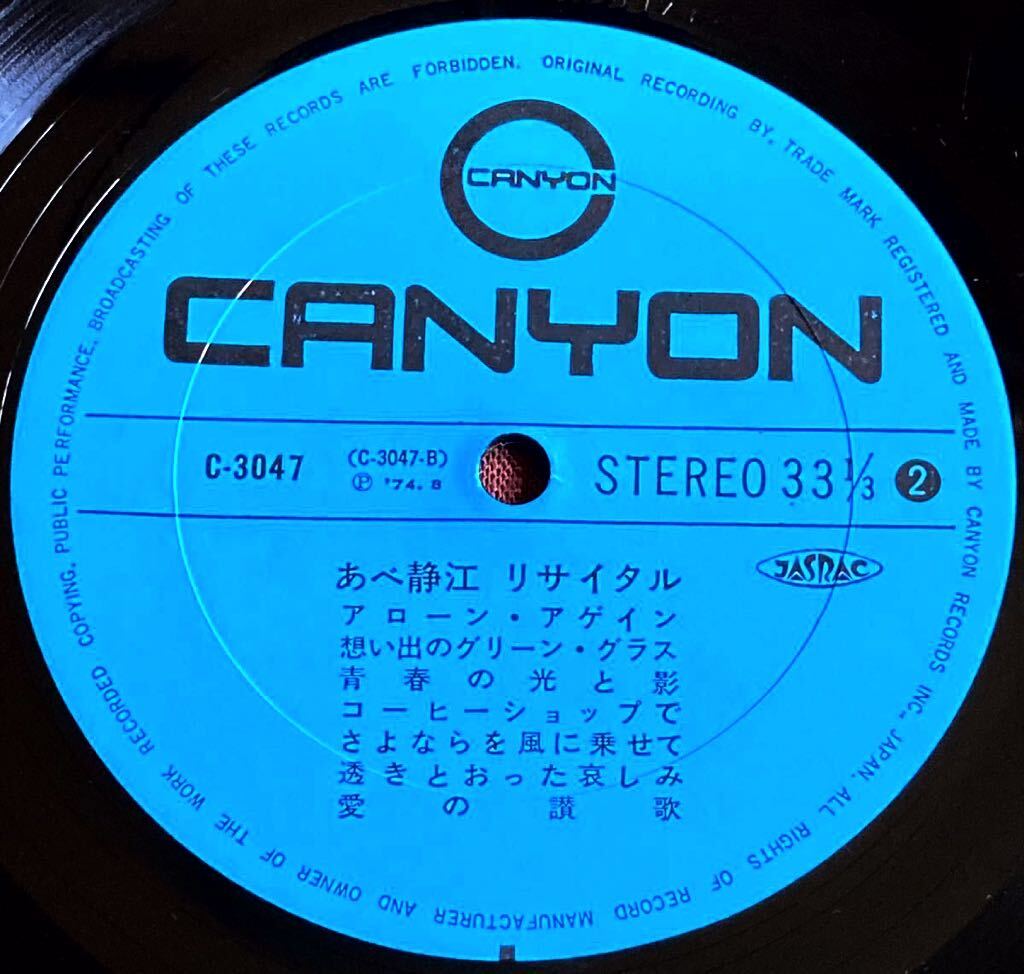 ORIGINAL RECORDING BY, TRADE MARK REGISTERED AND MADE BY CANYON RECORDS INC., JAPAN. ALL RIGHTS OF RECORD MANUFACTURER AND OWNER OF THE WORK RECORDED COPYING, PUBLIC PERFORMANCE, BROADCASTING OF THESE RECORDS ARE FORBIDDEN.
CANYON
CANYON
C-3047 (C-3047-B) STEREO 33 1/3 2
Ⓟ '74. 8
JASRAC
あべ静江 リサイタル
アローン・アゲイン
想い出のグリーン・グラス
青春の光と影
コーヒーショップで
さよならを風に乗せて
透きとおった哀しみ
愛の讃歌